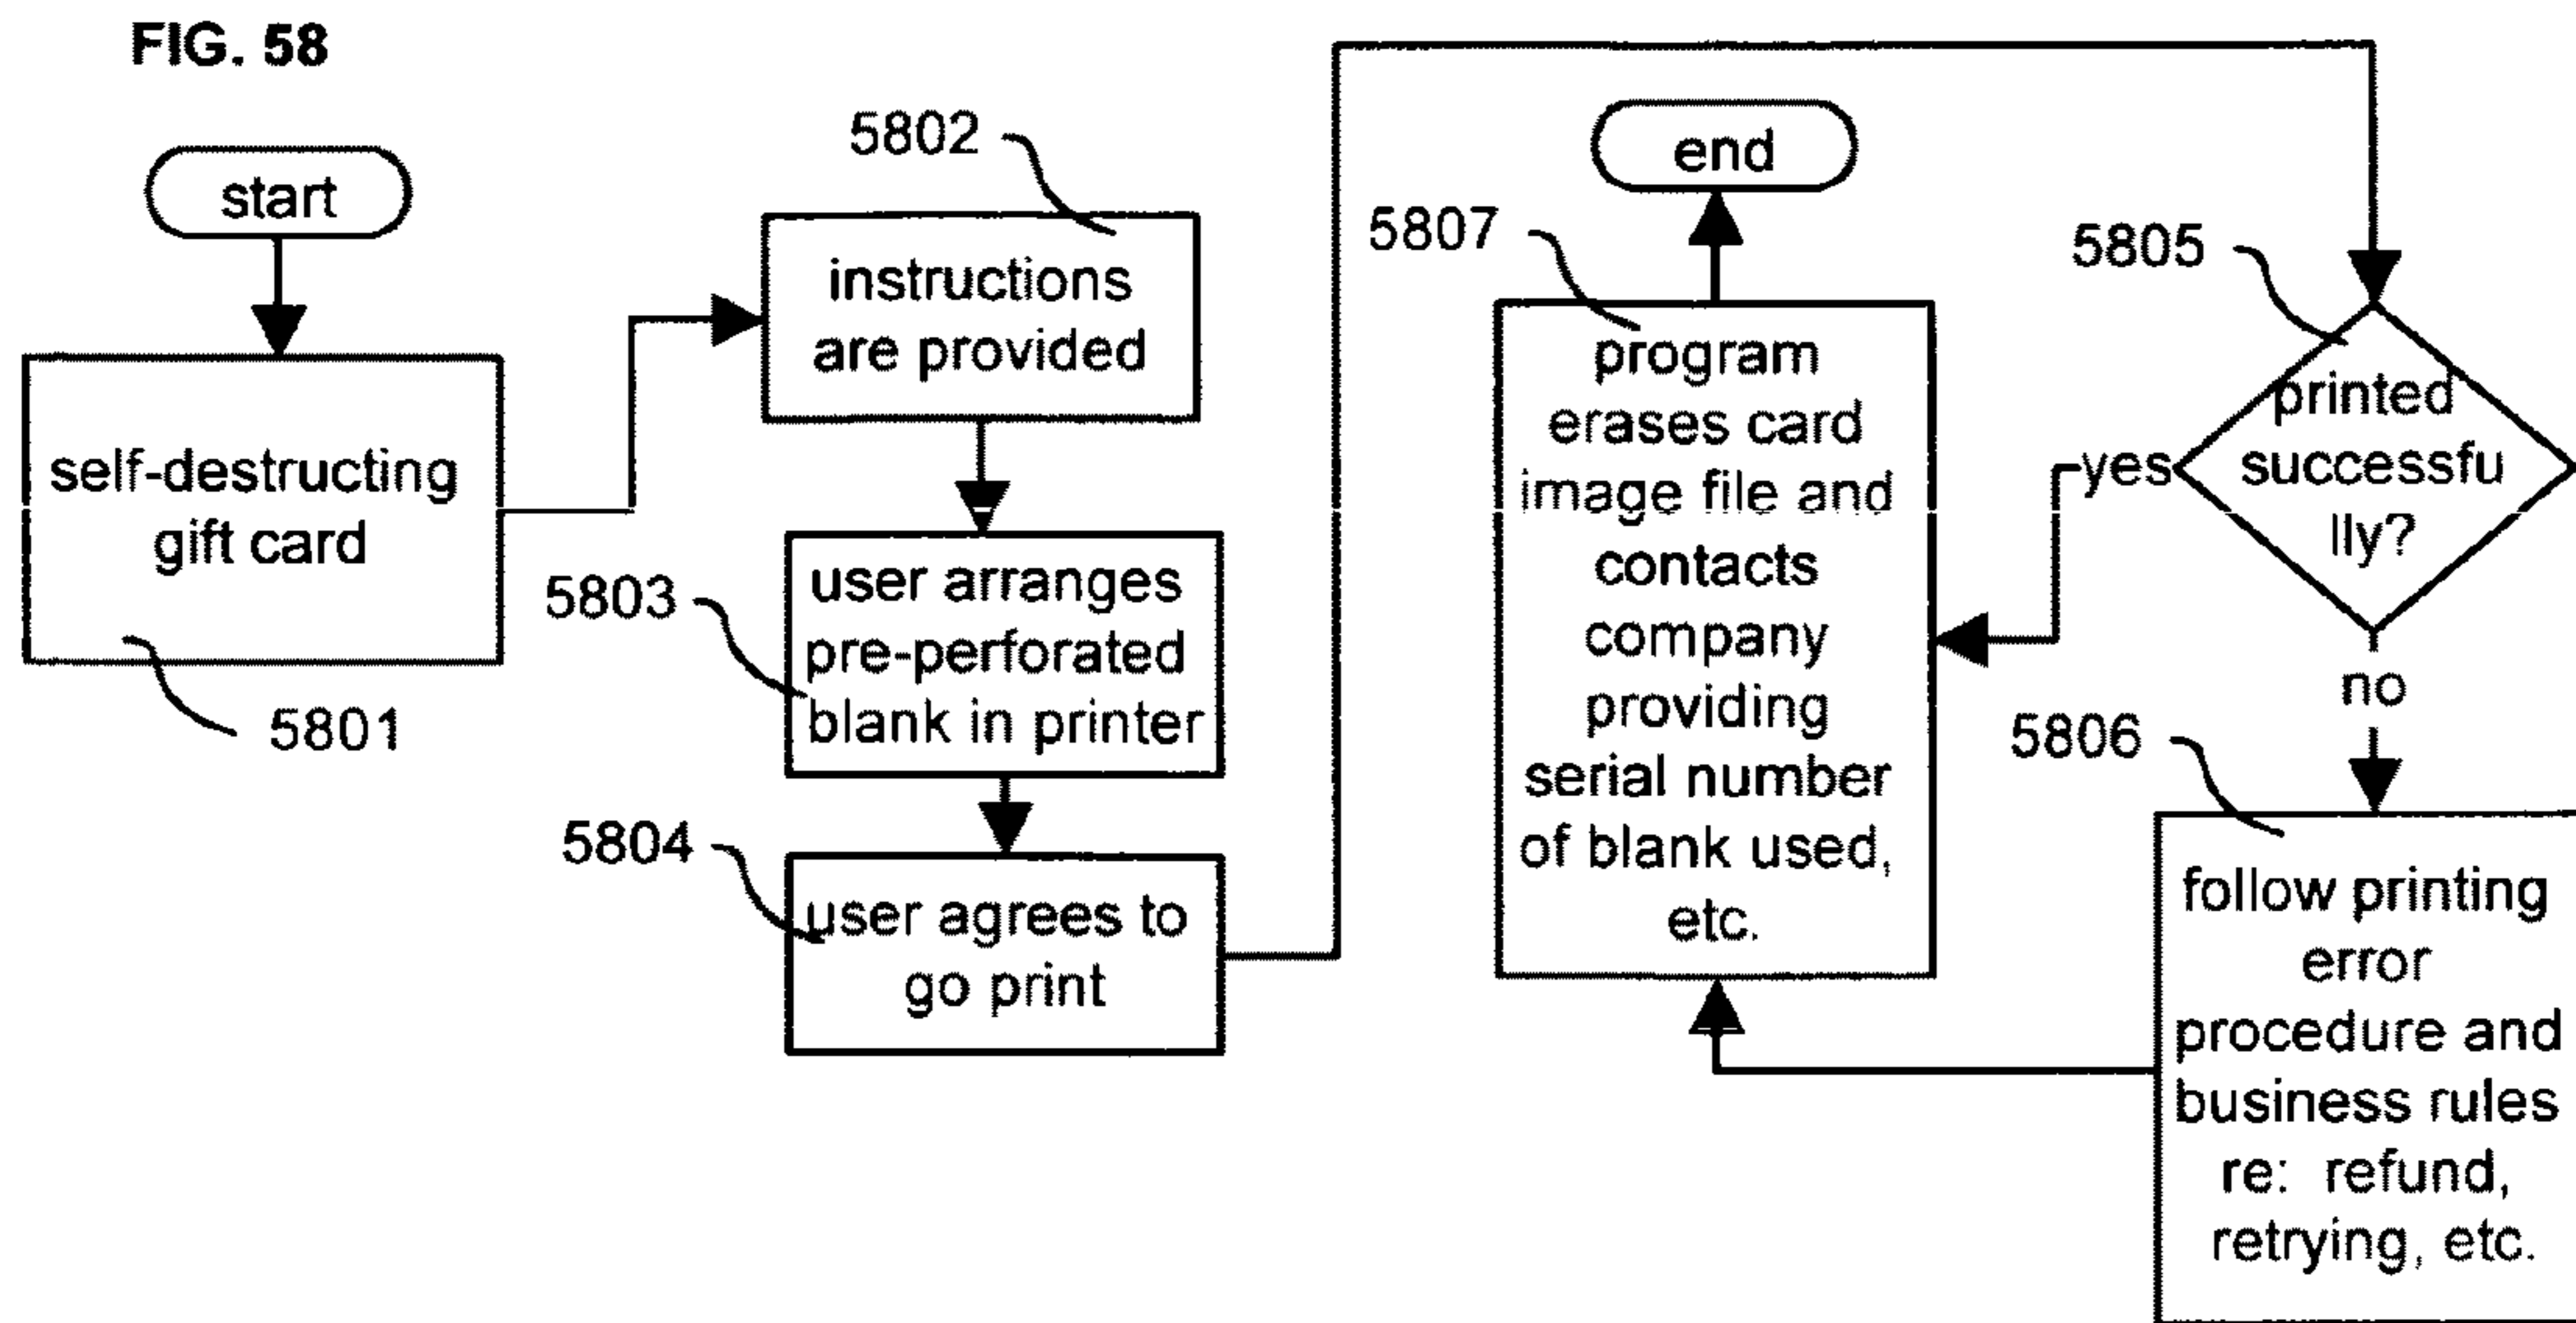 FIG. 58
start
self-destructing
gift card
5801
5802
instructions
are provided
5803
user arranges
pre-perforated
blank in printer
5804
user agrees to
go print
end
5807
program
erases card
image file and
contacts
company
providing
serial number
of blank used,
etc.
5805
printed
successfu
lly?
yes
no
5806
follow printing
error
procedure and
business rules
re: refund,
retrying, etc.